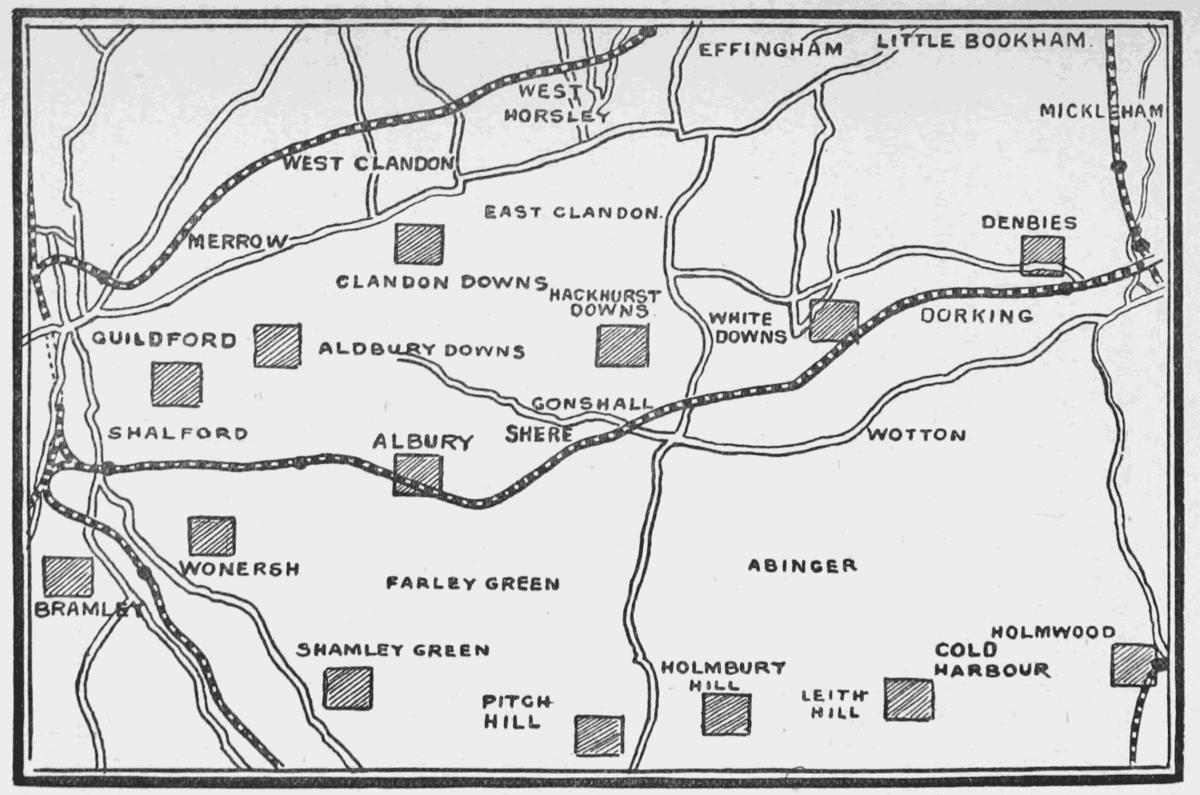 EFFINGHAM
LITTLE BOOKHAM.
WEST
HORSLEY
MICKLEHAM
WEST CLANDON
EAST CLANDON.
DENBIES
MERROW
CLANDON DOWNS
HACKHURST
DOWNS
WHITE
DOWNS
DORKING
GUILDFORD
ALDBURY DOWNS
GONSHALL
SHERE
SHALFORD
ALBURY
WOTTON
WONERSH
FARLEY GREEN
ABINGER
BRAMLEY
SHAMLEY GREEN
HOLMWOOD
COLD
HARBOUR
HOLMBURY
HILL
LEITH
HILL
PITCH
HILL